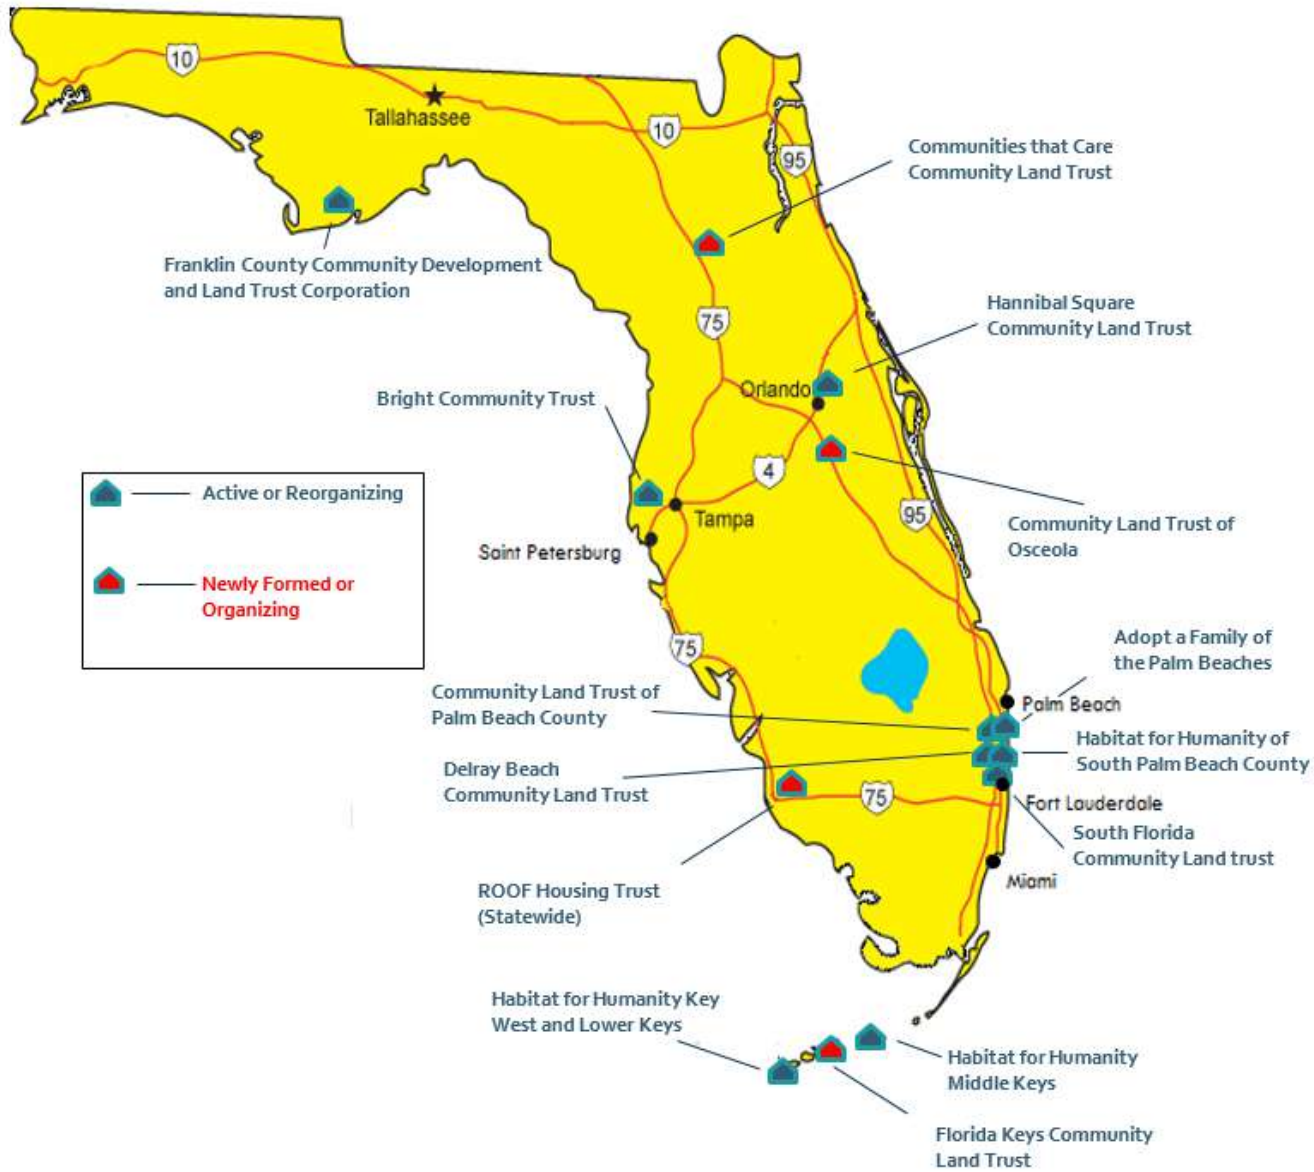 10
Tallahassee
10
95
Communities that Care
Community Land Trust
Franklin County Community Development
and Land Trust Corporation
75
Hannibal Square
Community Land Trust
Orlando
Bright Community Trust
4
Active or Reorganizing
Newly Formed or
Organizing
Tampa
95
Community Land Trust of
Osceola
Saint Petersburg
75
Adopt a Family of
the Palm Beaches
Community Land Trust of
Palm Beach County
Palm Beach
Habitat for Humanity of
South Palm Beach County
Delray Beach
Community Land Trust
75
Fort Lauderdale
South Florida
Community Land trust
Miami
ROOF Housing Trust
(Statewide)
Habitat for Humanity Key
West and Lower Keys
Habitat for Humanity
Middle Keys
Florida Keys Community
Land Trust